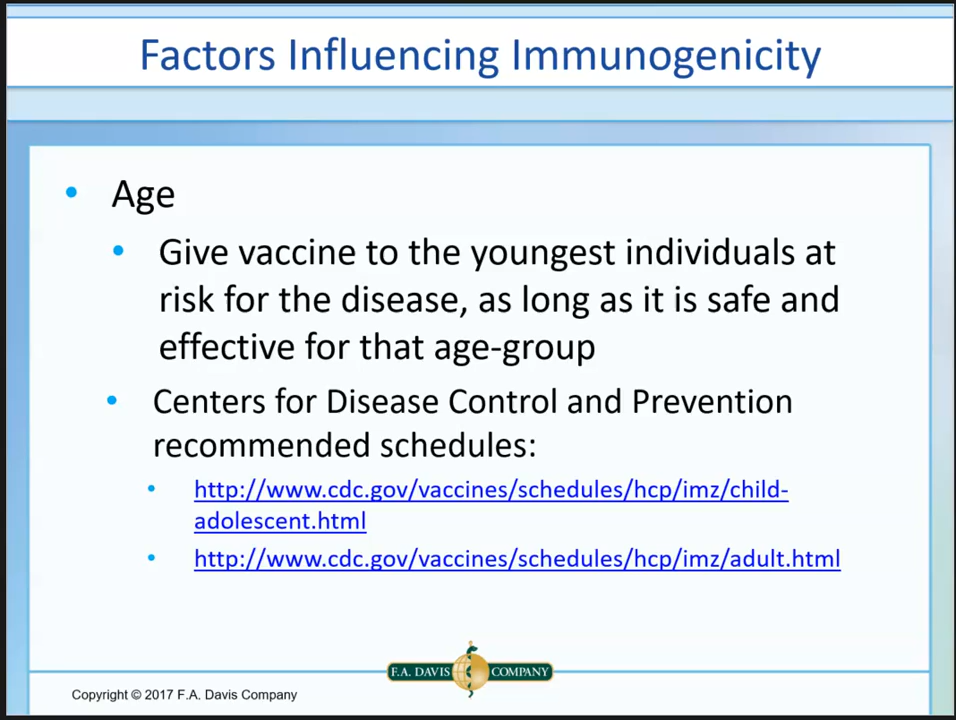 Factors Influencing Immunogenicity
• Age
• Give vaccine to the youngest individuals at
risk for the disease, as long as it is safe and
effective for that age-group
• Centers for Disease Control and Prevention
recommended schedules:
• http://www.cdc.gov/vaccines/schedules/hcp/imz/child-
adolescent.html
• http://www.cdc.gov/vaccines/schedules/hcp/imz/adult.html
F.A. DAVIS COMPANY
Copyright © 2017 F.A. Davis Company